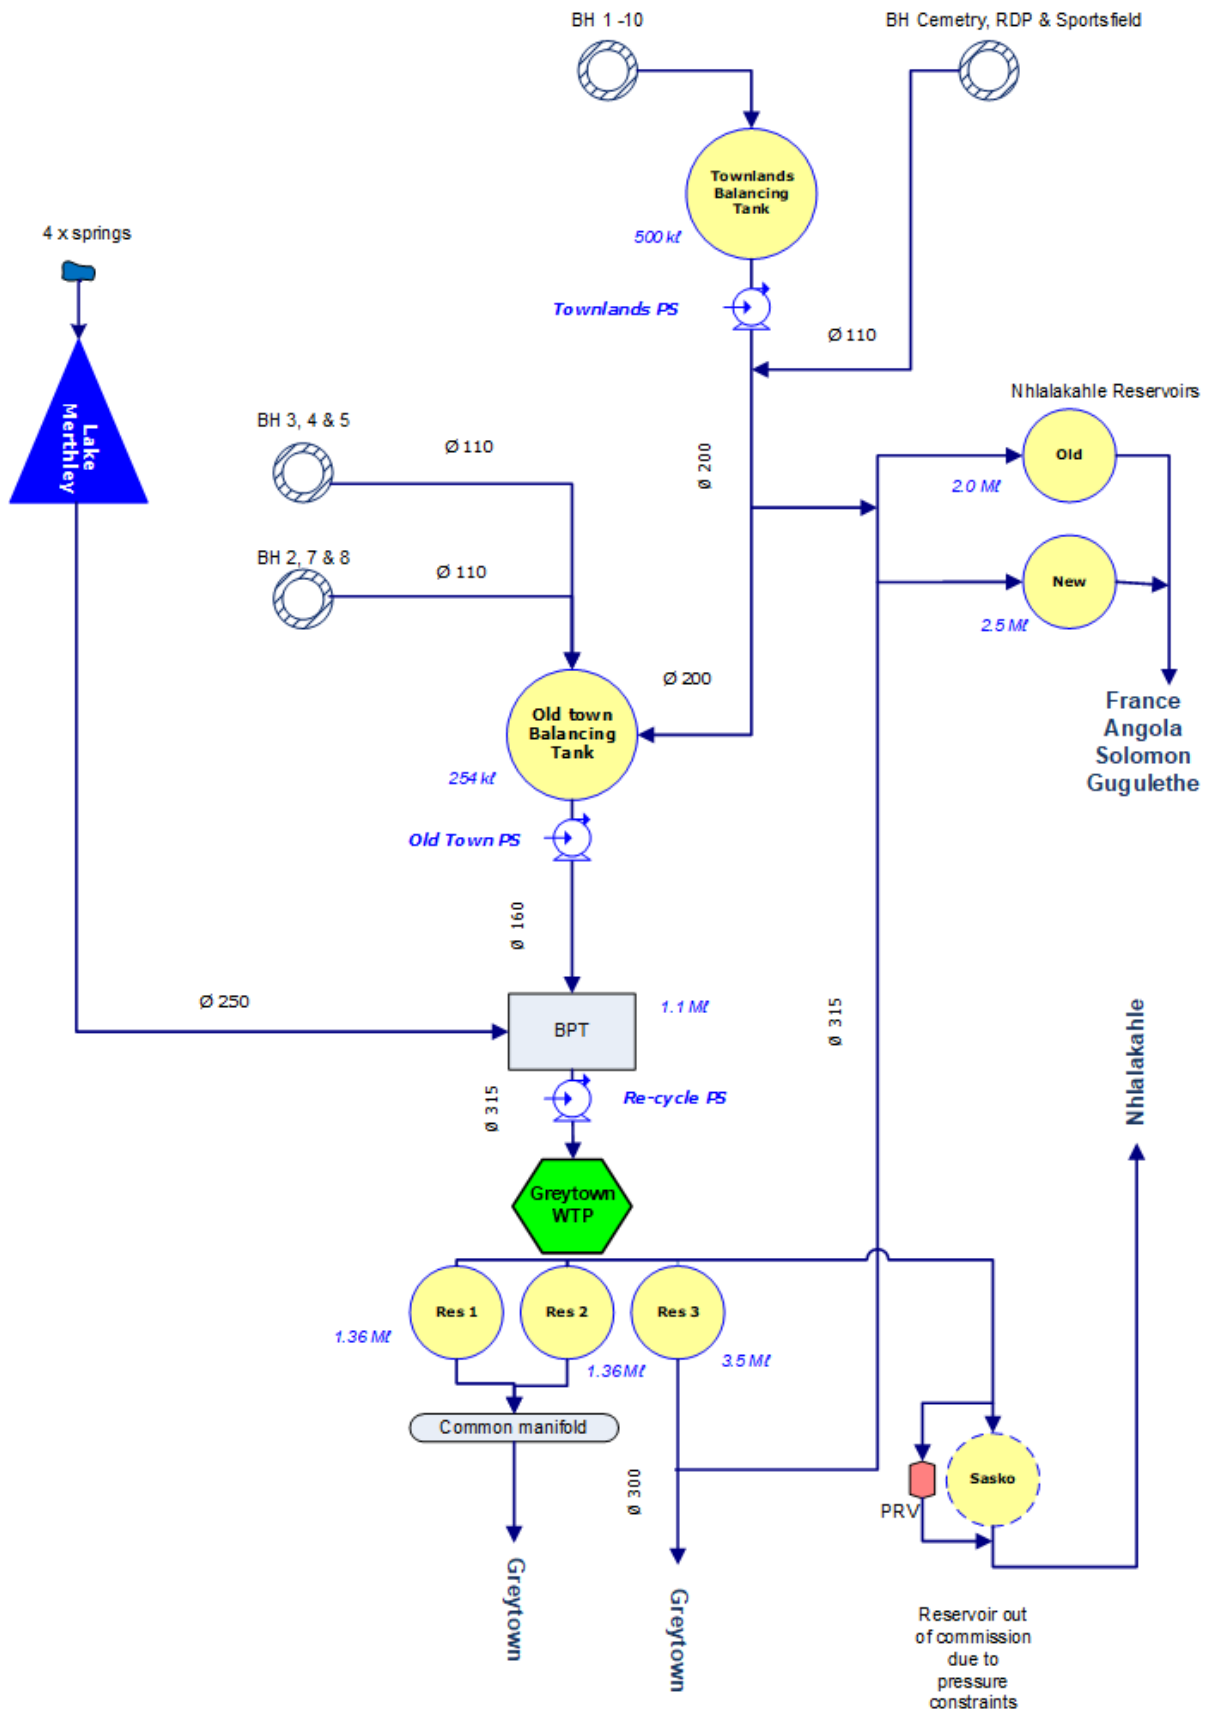 BH 1 -10
BH Cemetry, RDP & Sportsfield
Townlands
Balancing
Tank
500 kℓ
4 x springs
Townlands PS
Ø 110
Lake
Merthley
Nhlalakahle Reservoirs
BH 3, 4 & 5
Ø 110
Ø 200
Old
2.0 Mℓ
BH 2, 7 & 8
Ø 110
New
2.5 Mℓ
Ø 200
Old town
Balancing
Tank
254 kℓ
France
Angola
Solomon
Gugulethe
Old Town PS
Ø 160
Ø 250
BPT
1.1 Mℓ
Ø 315
Nhlalakahle
Ø 315
Re-cycle PS
Greytown
WTP
Res 1
Res 2
Res 3
1.36 Mℓ
1.36 Mℓ
3.5 Mℓ
Common manifold
Ø 300
Sasko
PRV
Greytown
Greytown
Reservoir out
of commission
due to
pressure
constraints